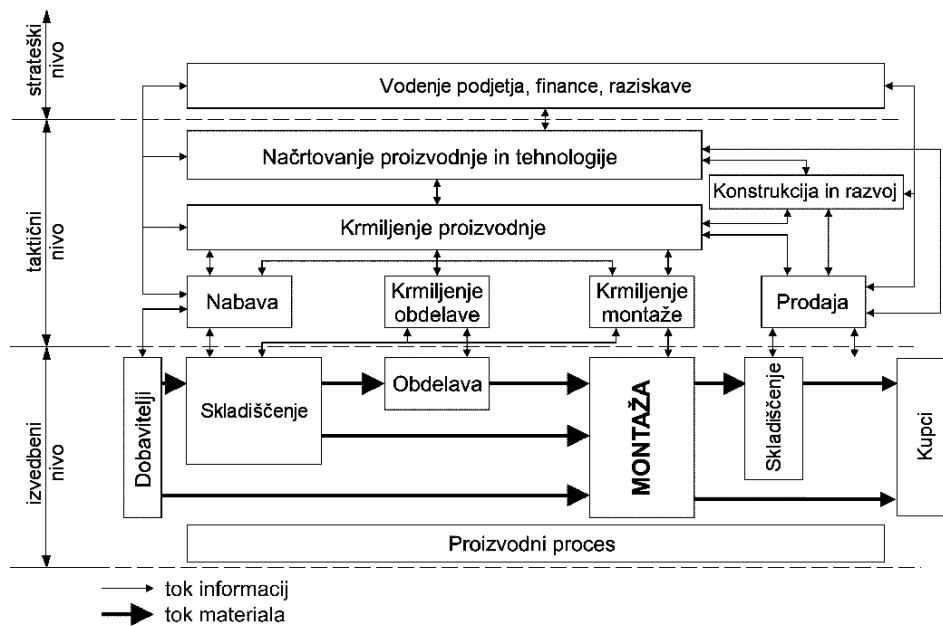 strateški
nivo
Vodenje podjetja, finance, raziskave
taktični
nivo
Načrtovanje proizvodnje in tehnologije
Konstrukcija in razvoj
Krmiljenje proizvodnje
Nabava
Krmiljenje
obdelave
Krmiljenje
montaže
Prodaja
izvedbeni
nivo
Dobavitelji
Skladiščenje
Obdelava
MONTAŽA
Skladiščenje
Kupci
Proizvodni proces
tok informacij
tok materiala